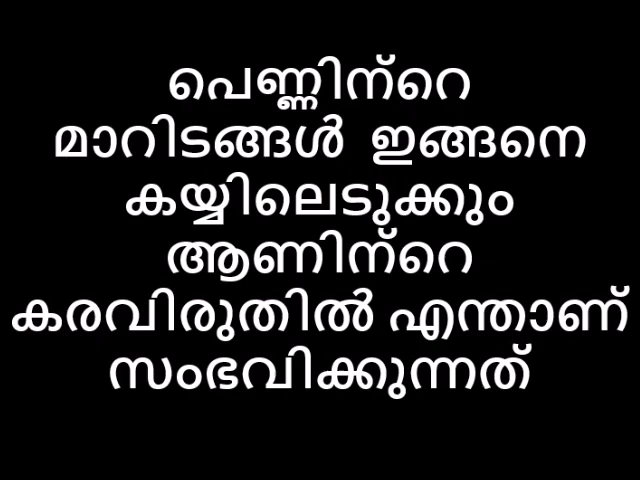 പെണ്ണിന്റെ
മാറിടങ്ങൾ ഇങ്ങനെ
കയ്യിലെടുക്കും
ആണിന്റെ
കരവിരുതിൽ എന്താണ്
സംഭവിക്കുന്നത്